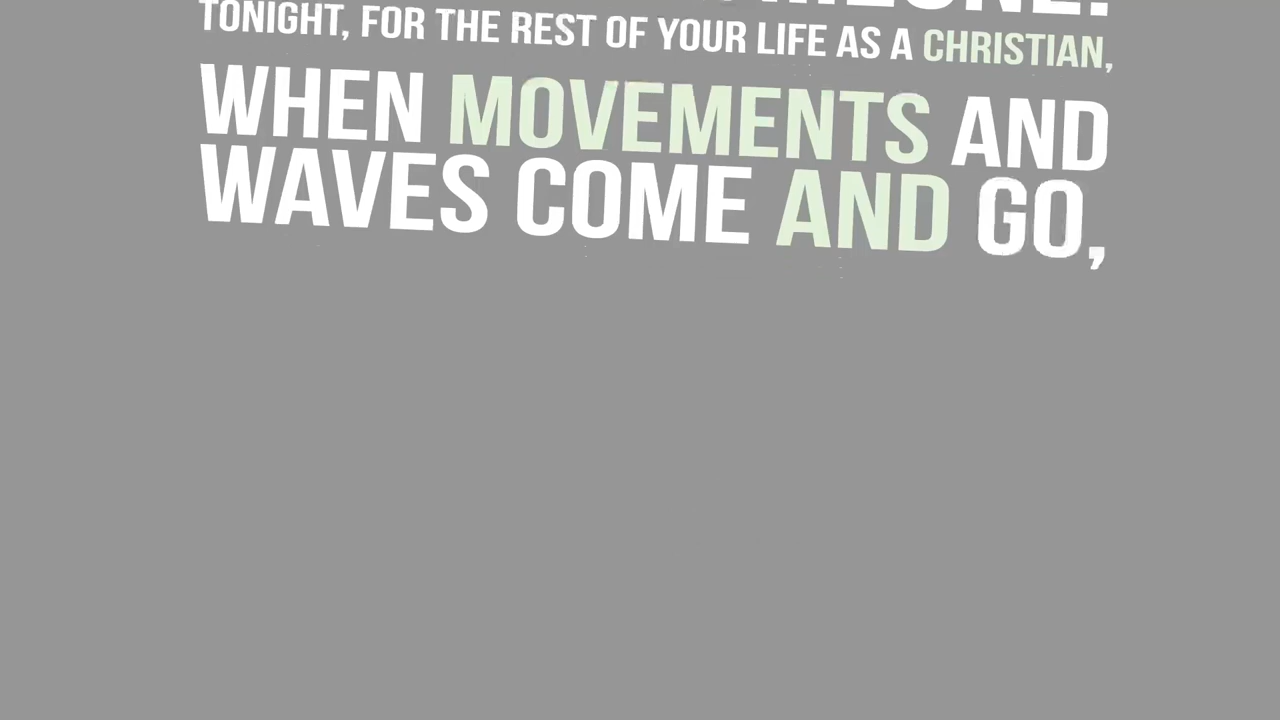 TONIGHT, FOR THE REST OF YOUR LIFE AS A CHRISTIAN,
WHEN MOVEMENTS AND
WAVES COME AND GO,